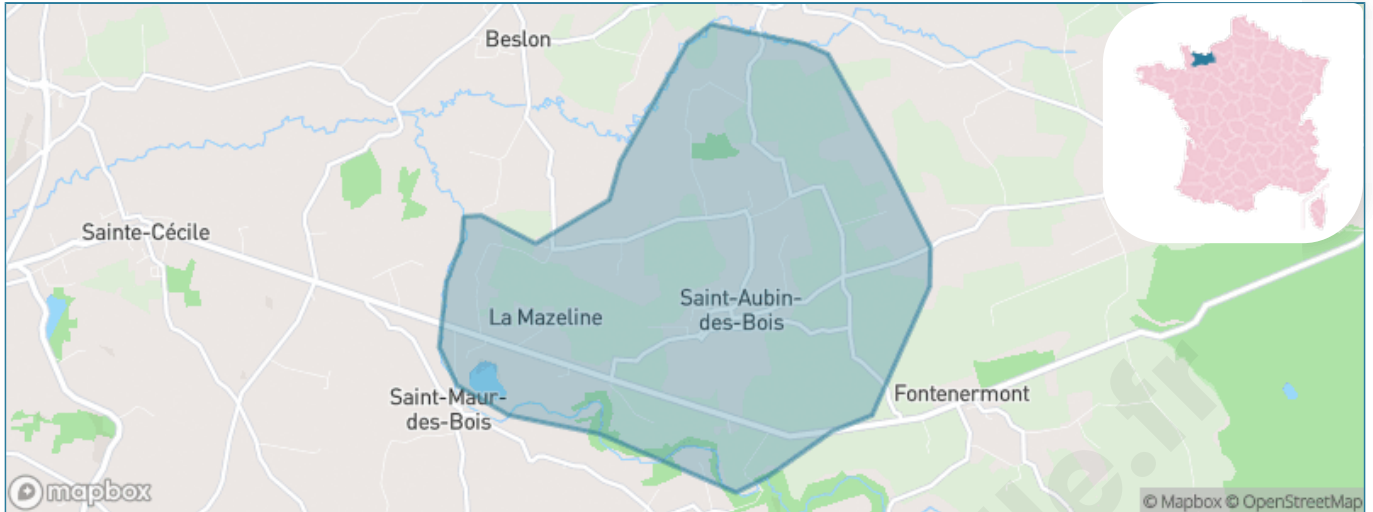 Beslon
Sainte-Cécile
La Mazeline
Saint-Aubin-
des-Bois
Saint-Maur-
des-Bois
Fontenermont
mapbox
© Mapbox © OpenStreetMap